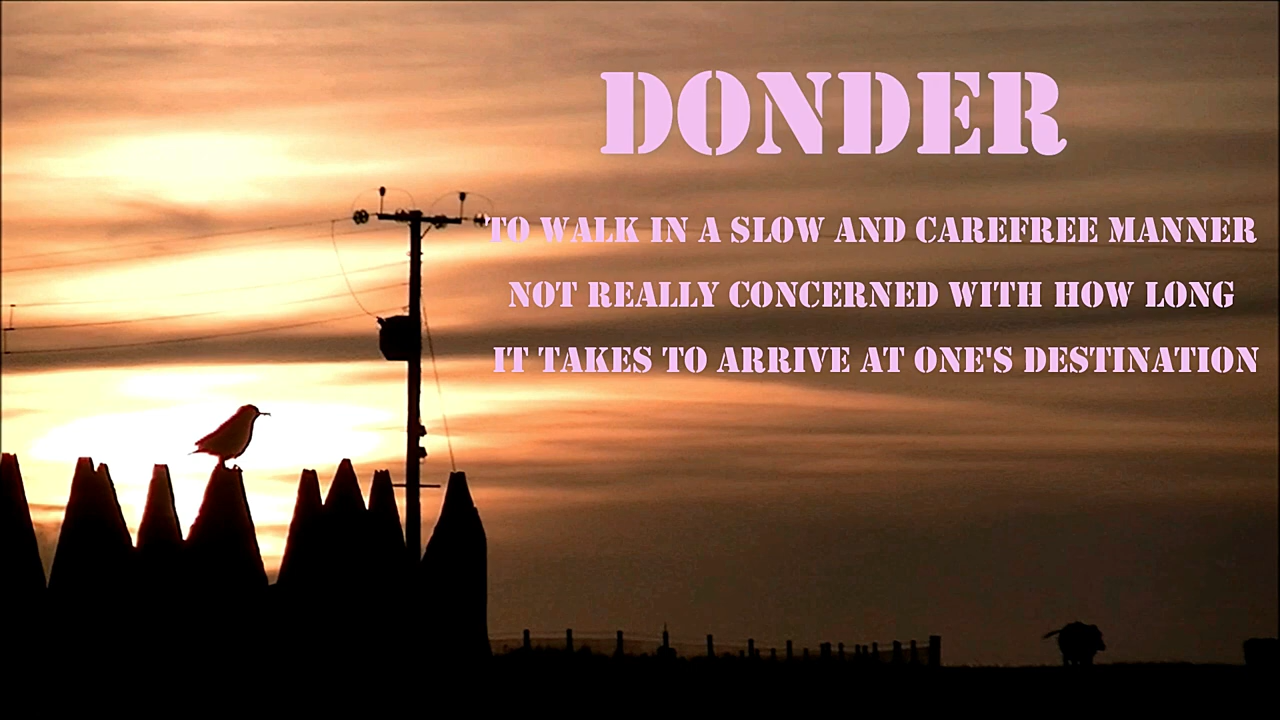 DONDER
TO WALK IN A SLOW AND CAREFREE MANNER
NOT REALLY CONCERNED WITH HOW LONG
IT TAKES TO ARRIVE AT ONE'S DESTINATION